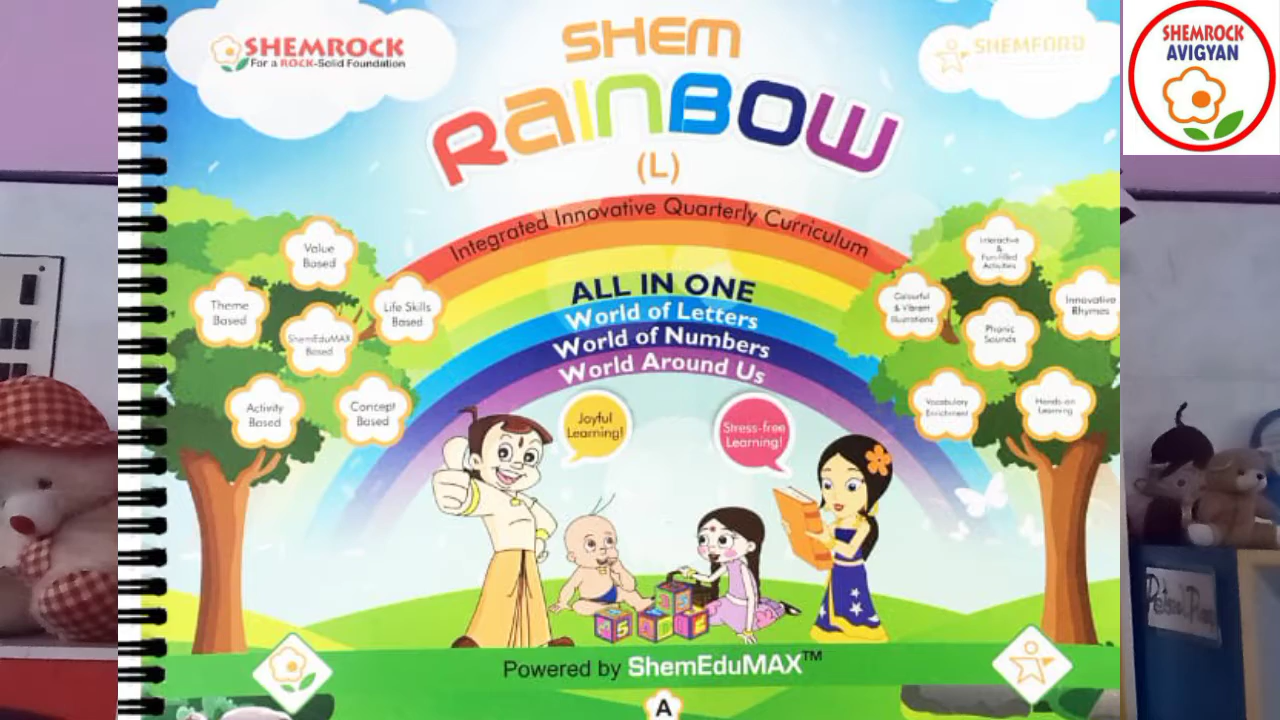 SHEMROCK
For a ROCK-Solid Foundation
SHEM
RAINBOW
(L)
SHEMFORD
SHEMROCK
AVIGYAN
Integrated Innovative Quarterly Curriculum
ALL IN ONE
World of Letters
World of Numbers
World Around Us
Value
Based
Theme
Based
Life Skills
Based
ShemEduMAX
Based
Activity
Based
Concept
Based
Interactive
&
Fun-filled
Activities
Colourful
& Vibrant
Illustrations
Innovative
Rhymes
Phonic
Sounds
Vocabulary
Enrichment
Hands-on
Learning
Joyful
Learning!
Stress-free
Learning!
5
Powered by ShemEduMAX™
A